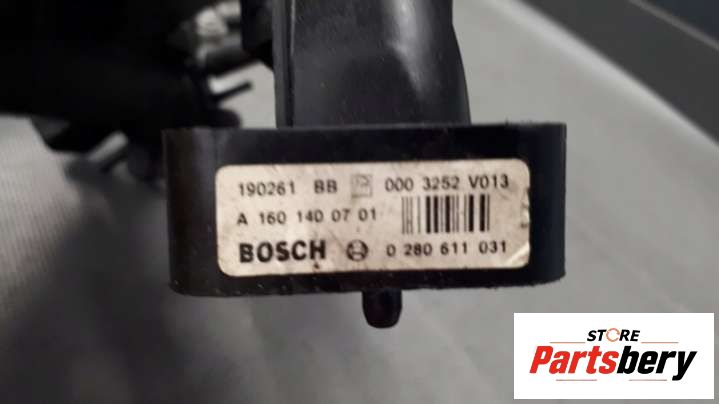 190261 BB 000 3252 V013
A 160 140 07 01
BOSCH 0 280 611 031
STORE
Partsbery